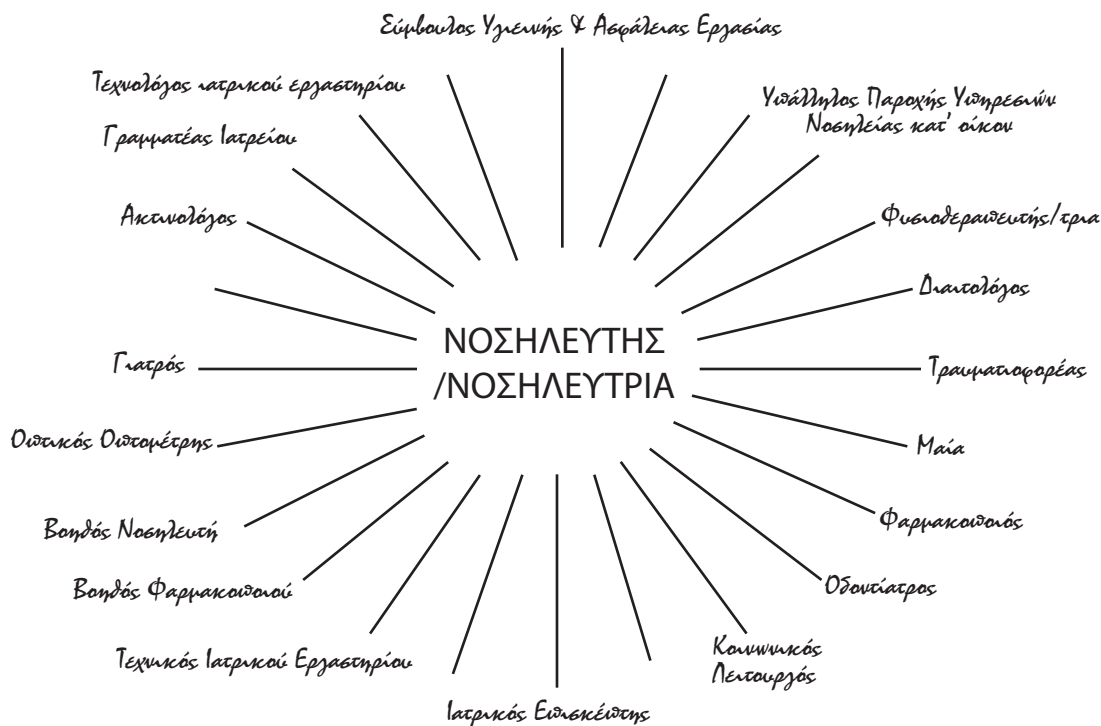 Σύμβουλος Υγιεινής & Ασφάλειας Εργασίας
Τεχνολόγος ιατρικού εργαστηρίου
Υπάλληλος Παροχής Υπηρεσιών
Νοσηλείας κατ' οίκον
Γραμματέας Ιατρείου
Ακτινολόγος
Φυσιοθεραπευτής/τρια
Διαιτολόγος
ΝΟΣΗΛΕΥΤΗΣ
/ΝΟΣΗΛΕΥΤΡΙΑ
Γιατρός
Τραυματιοφορέας
Οπτικός Οπτομέτρης
Μαία
Βοηθός Νοσηλευτή
Φαρμακοποιός
Βοηθός Φαρμακοποιού
Οδοντίατρος
Τεχνικός Ιατρικού Εργαστηρίου
Κοινωνικός
Λειτουργός
Ιατρικός Επισκέπτης